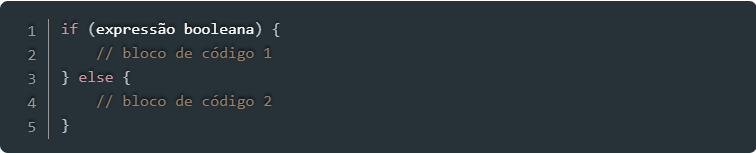 1 if (expressão booleana) {
2     // bloco de código 1
3 } else {
4     // bloco de código 2
5 }